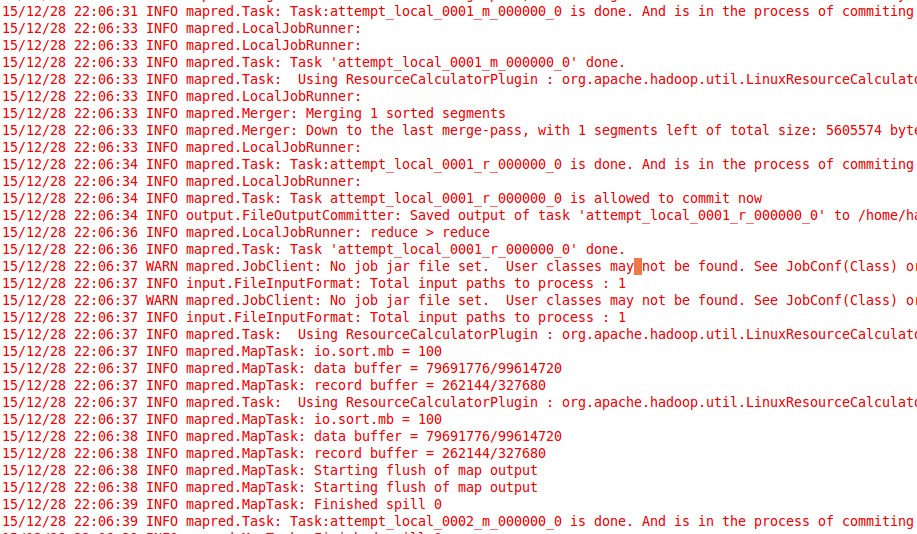 15/12/28 22:06:31 INFO mapred.Task: Task:attempt_local_0001_m_000000_0 is done. And is in the process of commiting
15/12/28 22:06:33 INFO mapred.LocalJobRunner:
15/12/28 22:06:33 INFO mapred.LocalJobRunner:
15/12/28 22:06:33 INFO mapred.Task: Task 'attempt_local_0001_m_000000_0' done.
15/12/28 22:06:33 INFO mapred.Task:  Using ResourceCalculatorPlugin : org.apache.hadoop.util.LinuxResourceCalculato
15/12/28 22:06:33 INFO mapred.LocalJobRunner:
15/12/28 22:06:33 INFO mapred.Merger: Merging 1 sorted segments
15/12/28 22:06:33 INFO mapred.Merger: Down to the last merge-pass, with 1 segments left of total size: 5605574 byte
15/12/28 22:06:33 INFO mapred.LocalJobRunner:
15/12/28 22:06:34 INFO mapred.Task: Task:attempt_local_0001_r_000000_0 is done. And is in the process of commiting
15/12/28 22:06:34 INFO mapred.LocalJobRunner:
15/12/28 22:06:34 INFO mapred.Task: Task attempt_local_0001_r_000000_0 is allowed to commit now
15/12/28 22:06:34 INFO output.FileOutputCommitter: Saved output of task 'attempt_local_0001_r_000000_0' to /home/ha
15/12/28 22:06:36 INFO mapred.LocalJobRunner: reduce > reduce
15/12/28 22:06:36 INFO mapred.Task: Task 'attempt_local_0001_r_000000_0' done.
15/12/28 22:06:37 WARN mapred.JobClient: No job jar file set.  User classes may not be found. See JobConf(Class) or
15/12/28 22:06:37 INFO input.FileInputFormat: Total input paths to process : 1
15/12/28 22:06:37 WARN mapred.JobClient: No job jar file set.  User classes may not be found. See JobConf(Class) or
15/12/28 22:06:37 INFO input.FileInputFormat: Total input paths to process : 1
15/12/28 22:06:37 INFO mapred.Task:  Using ResourceCalculatorPlugin : org.apache.hadoop.util.LinuxResourceCalculato
15/12/28 22:06:37 INFO mapred.MapTask: io.sort.mb = 100
15/12/28 22:06:37 INFO mapred.MapTask: data buffer = 79691776/99614720
15/12/28 22:06:37 INFO mapred.MapTask: record buffer = 262144/327680
15/12/28 22:06:37 INFO mapred.Task:  Using ResourceCalculatorPlugin : org.apache.hadoop.util.LinuxResourceCalculato
15/12/28 22:06:37 INFO mapred.MapTask: io.sort.mb = 100
15/12/28 22:06:38 INFO mapred.MapTask: data buffer = 79691776/99614720
15/12/28 22:06:38 INFO mapred.MapTask: record buffer = 262144/327680
15/12/28 22:06:38 INFO mapred.MapTask: Starting flush of map output
15/12/28 22:06:38 INFO mapred.MapTask: Starting flush of map output
15/12/28 22:06:39 INFO mapred.MapTask: Finished spill 0
15/12/28 22:06:39 INFO mapred.Task: Task:attempt_local_0002_m_000000_0 is done. And is in the process of commiting